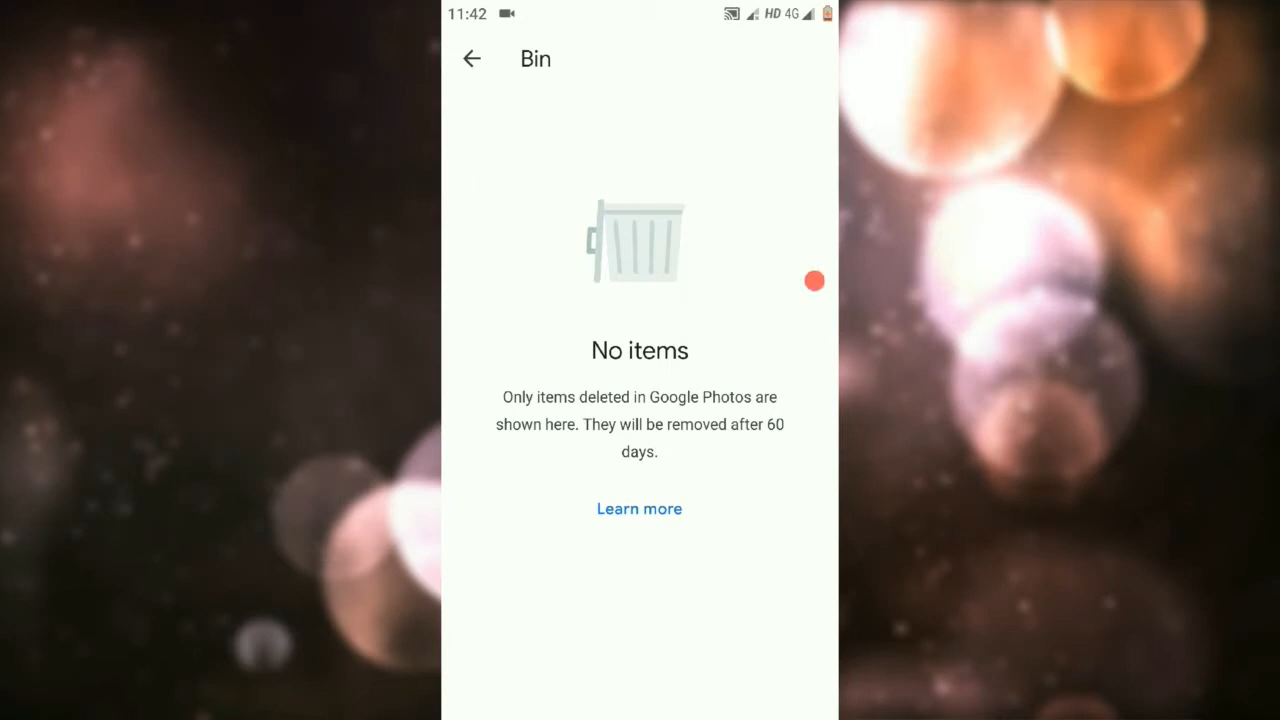 11:42 HD 4G
Bin
No items
Only items deleted in Google Photos are
shown here. They will be removed after 60
days.
Learn more